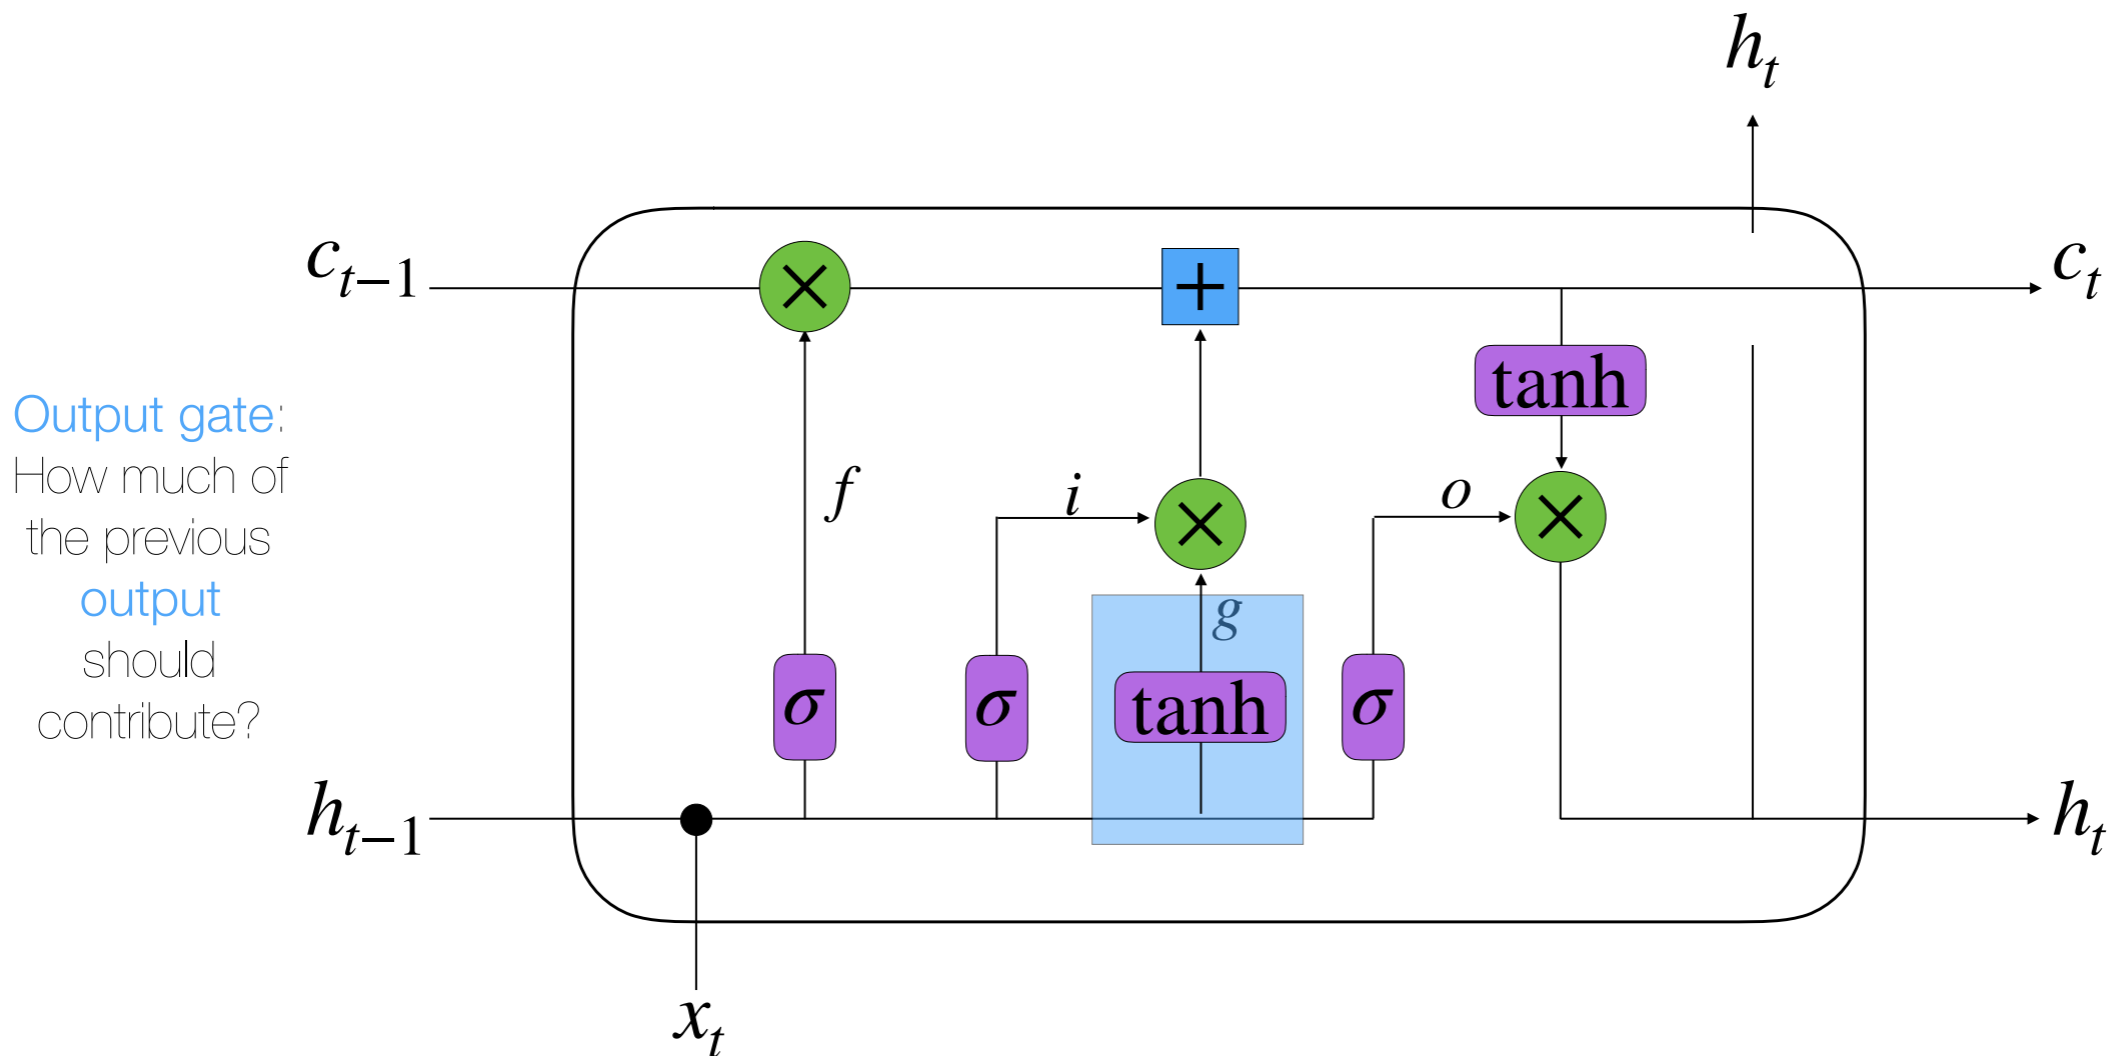 h_t
c_{t-1}
×
+
c_t
tanh
Output gate:
How much of
the previous
output
should
contribute?
f
i
×
o
×
g
σ
σ
tanh
σ
h_{t-1}
h_t
x_t